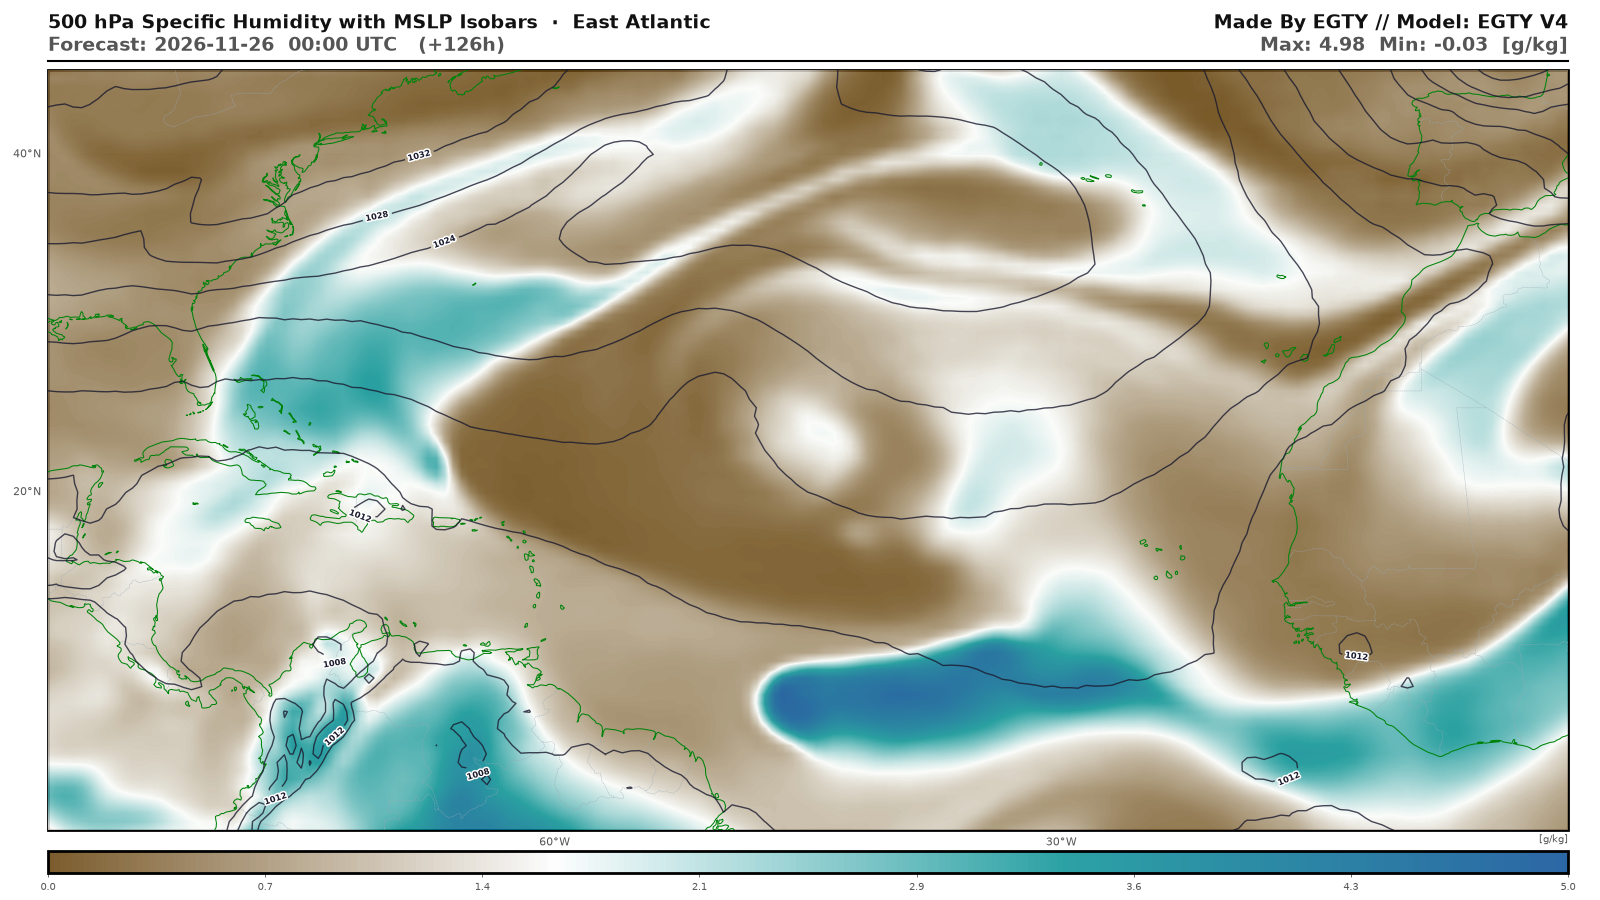 500 hPa Specific Humidity with MSLP Isobars · East Atlantic
Made By EGTY // Model: EGTY V4
Forecast: 2026-11-26 00:00 UTC (+126h)
Max: 4.98 Min: -0.03 [g/kg]
40°N
1032
1028
1024
20°N
1012
1008
1012
1012
1008
1012
1012
60°W
30°W
[g/kg]
0.0
0.7
1.4
2.1
2.9
3.6
4.3
5.0